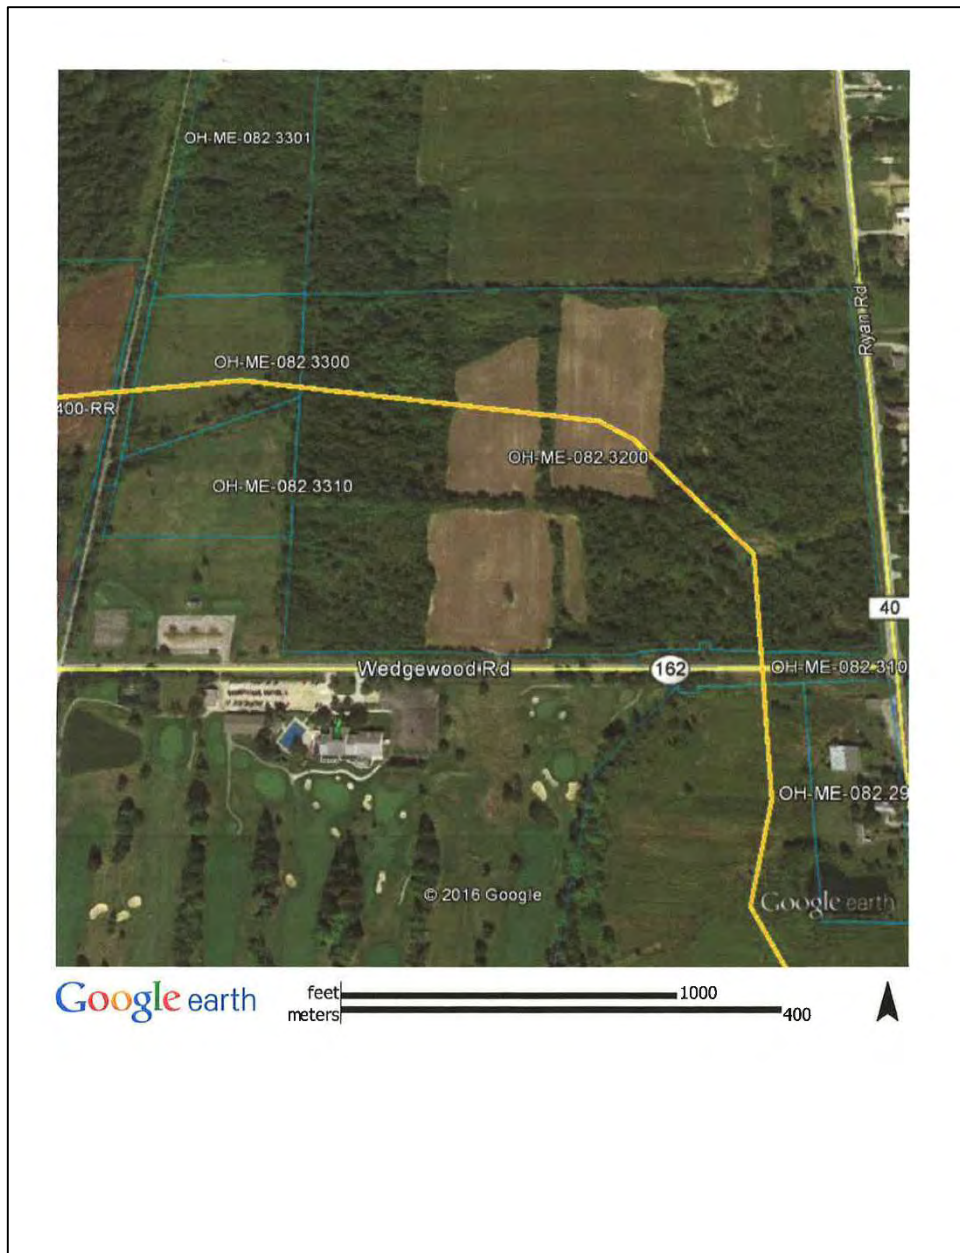 OH-ME-082.3301
Ryan Rd
OH-ME-082.3300
400-RR
OH-ME-082.3200
OH-ME-082.3310
40
Wedgewood Rd
162
OH-ME-082.310
OH-ME-082.29
© 2016 Google
Google earth
Google earth
feet
1000
meters
400